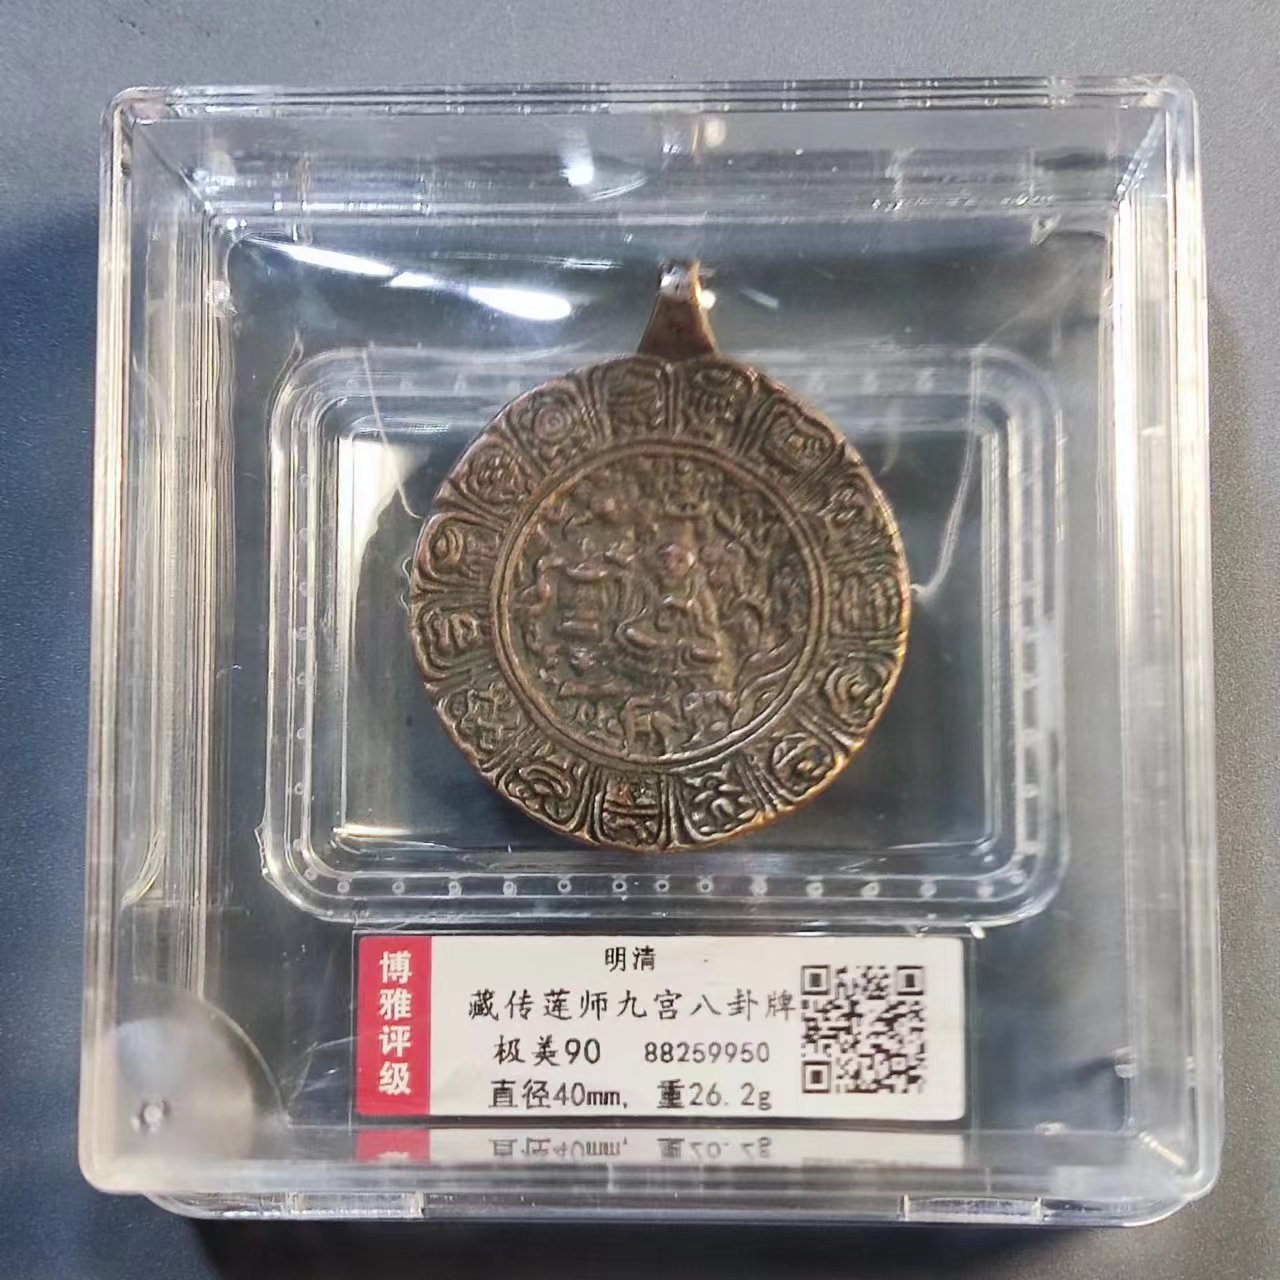 博雅评级
明清
藏传莲师九宫八卦牌
极美90 88259950
直径40mm, 重26.2g